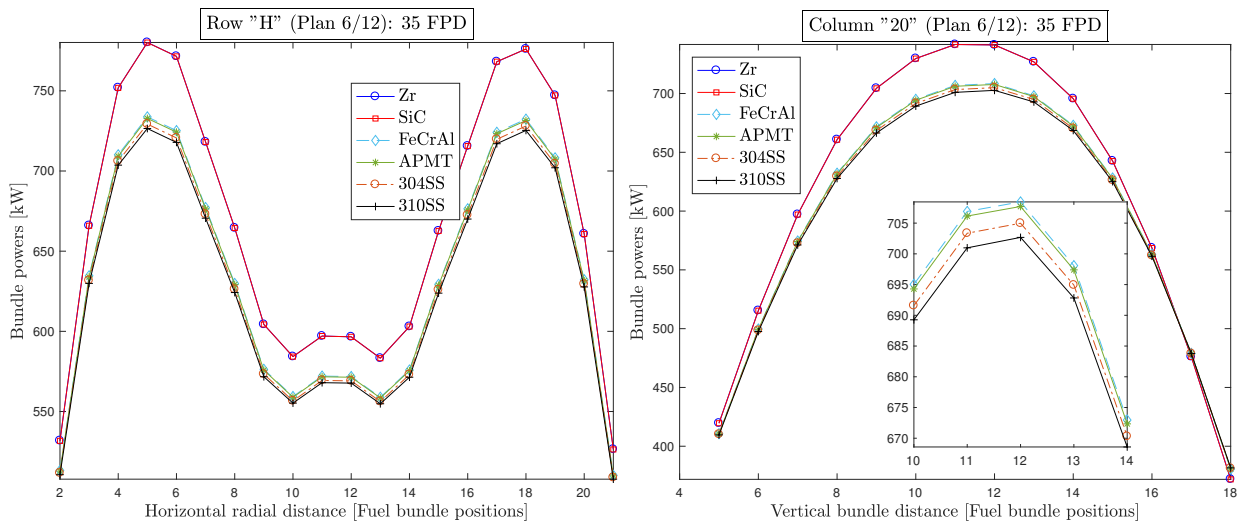 Row "H" (Plan 6/12): 35 FPD
Bundle powers [kW]
750
700
650
600
550
Zr
SiC
FeCrAl
APMT
304SS
310SS
2 4 6 8 10 12 14 16 18 20
Horizontal radial distance [Fuel bundle positions]
Column "20" (Plan 6/12): 35 FPD
Bundle powers [kW]
700
650
600
550
500
450
400
Zr
SiC
FeCrAl
APMT
304SS
310SS
705
700
695
690
685
680
675
670
10 11 12 13 14
4 6 8 10 12 14 16 18
Vertical bundle distance [Fuel bundle positions]